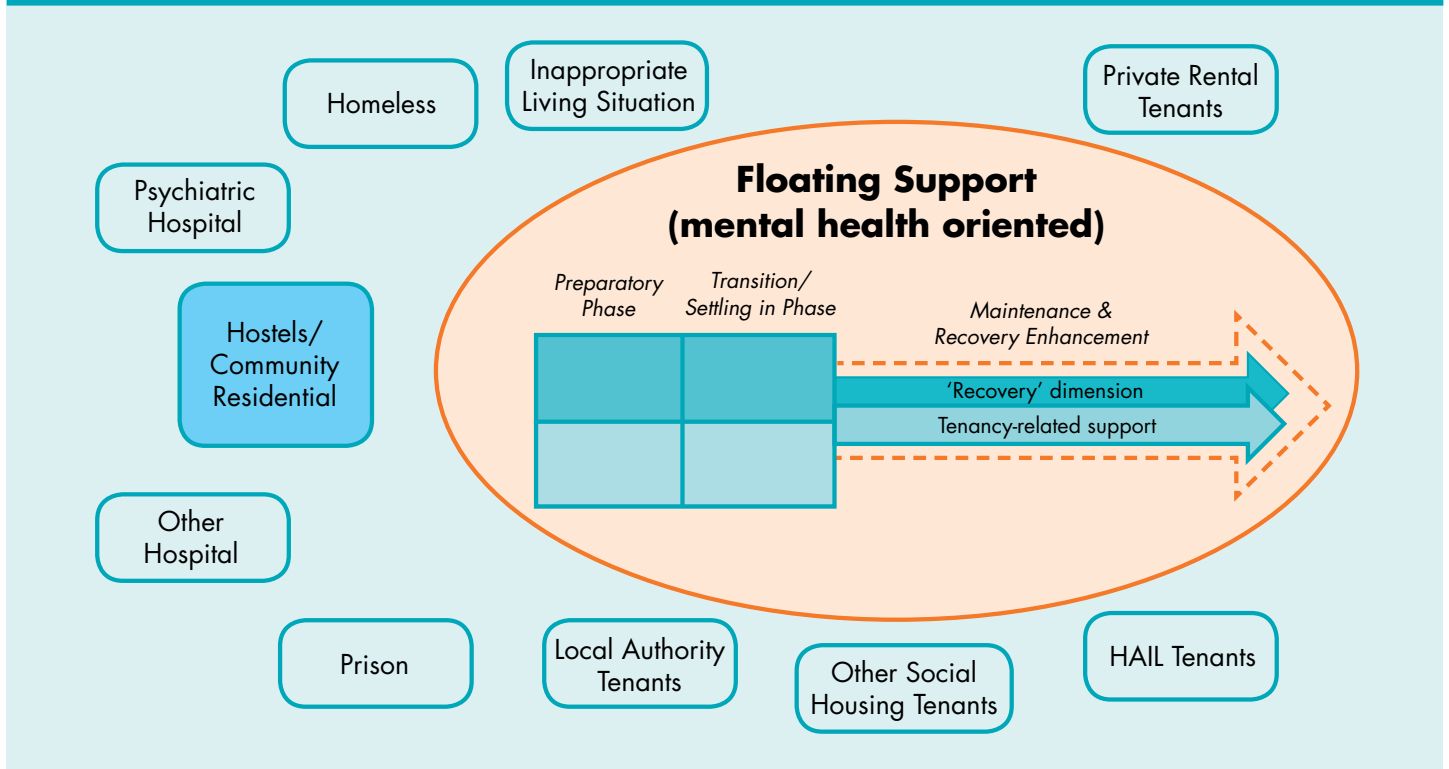 Inappropriate
Living Situation
Private Rental
Tenants
Homeless
Psychiatric
Hospital
Floating Support
(mental health oriented)
Hostels/
Community
Residential
Preparatory
Phase
Transition/
Settling in Phase
Maintenance &
Recovery Enhancement
‘Recovery’ dimension
Tenancy-related support
Other
Hospital
Prison
Local Authority
Tenants
Other Social
Housing Tenants
HAIL Tenants